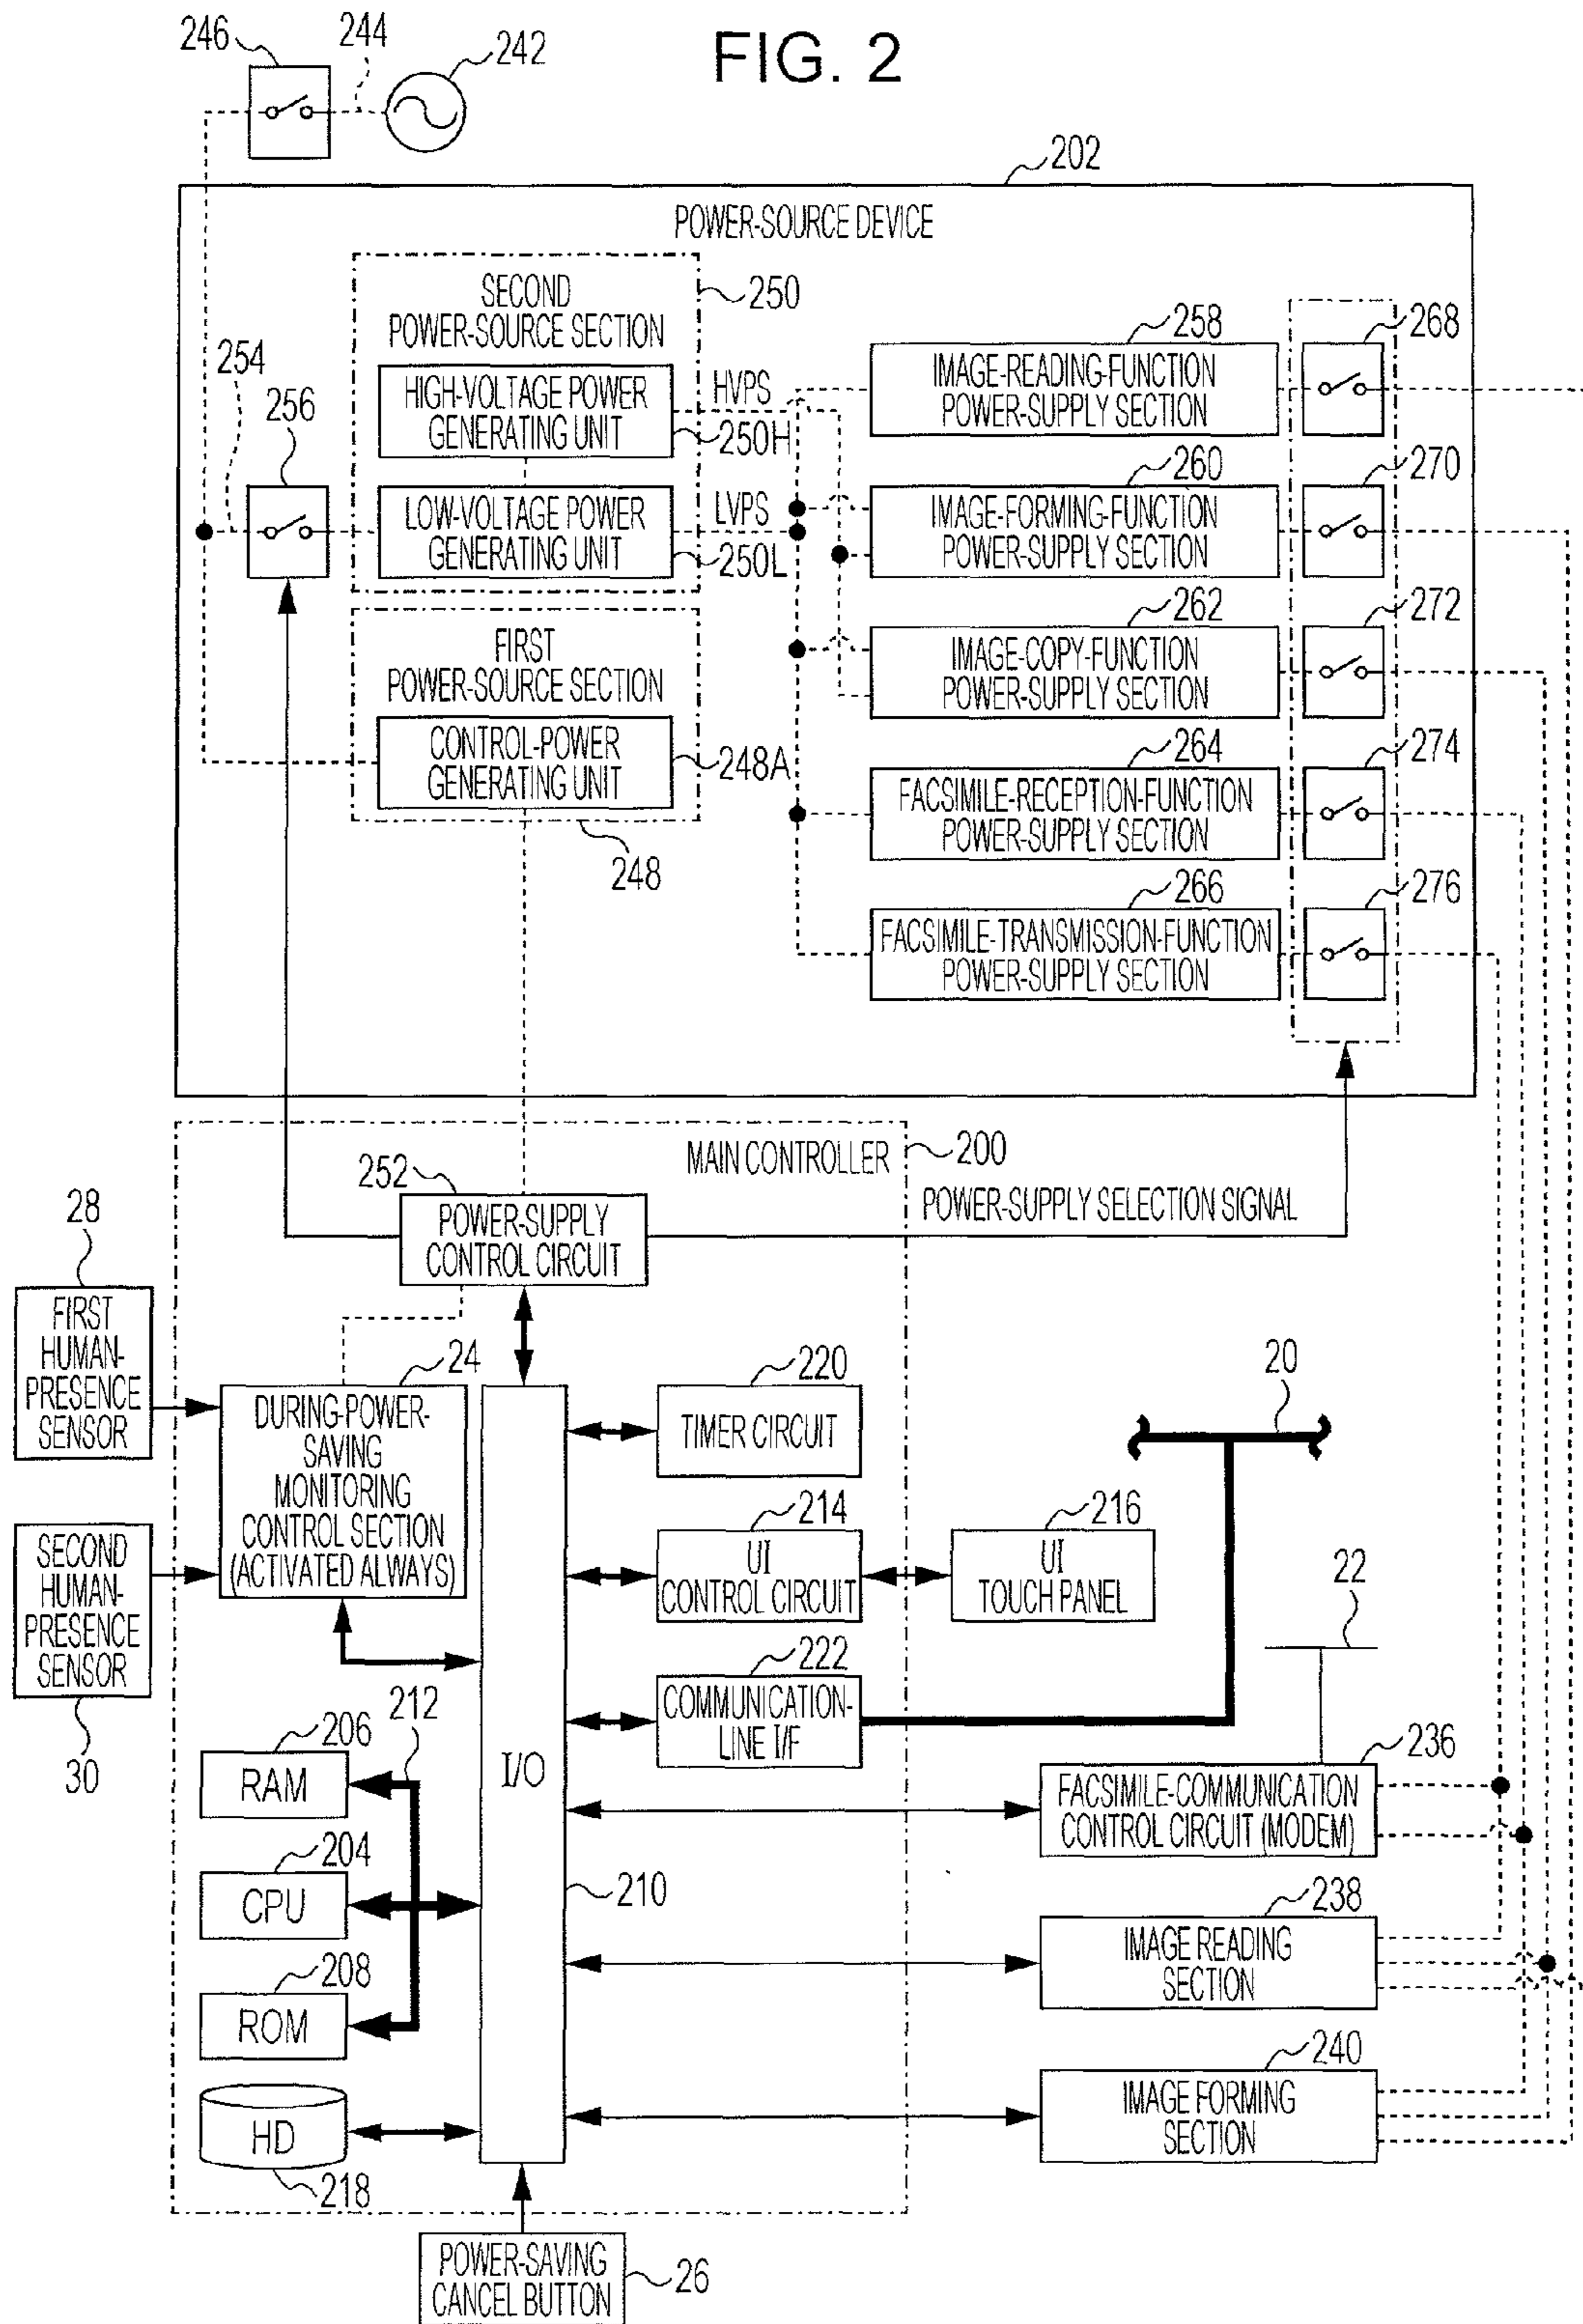 FIG. 2
246
244
242
202
POWER-SOURCE DEVICE
SECOND
POWER-SOURCE SECTION
250
HIGH-VOLTAGE POWER
GENERATING UNIT
HVPS
250H
254
256
LOW-VOLTAGE POWER
GENERATING UNIT
LVPS
250L
FIRST
POWER-SOURCE SECTION
CONTROL-POWER
GENERATING UNIT
248A
248
258
IMAGE-READING-FUNCTION
POWER-SUPPLY SECTION
268
260
IMAGE-FORMING-FUNCTION
POWER-SUPPLY SECTION
270
262
IMAGE-COPY-FUNCTION
POWER-SUPPLY SECTION
272
264
FACSIMILE-RECEPTION-FUNCTION
POWER-SUPPLY SECTION
274
266
FACSIMILE-TRANSMISSION-FUNCTION
POWER-SUPPLY SECTION
276
MAIN CONTROLLER
200
252
POWER-SUPPLY
CONTROL CIRCUIT
POWER-SUPPLY SELECTION SIGNAL
28
FIRST
HUMAN-
PRESENCE
SENSOR
24
DURING-POWER-
SAVING
MONITORING
CONTROL SECTION
(ACTIVATED ALWAYS)
SECOND
HUMAN-
PRESENCE
SENSOR
30
220
TIMER CIRCUIT
20
214
UI
CONTROL CIRCUIT
216
UI
TOUCH PANEL
22
222
COMMUNICATION-
LINE I/F
206
212
RAM
I/O
204
CPU
210
208
ROM
HD
218
236
FACSIMILE-COMMUNICATION
CONTROL CIRCUIT (MODEM)
238
IMAGE READING
SECTION
240
IMAGE FORMING
SECTION
POWER-SAVING
CANCEL BUTTON
26